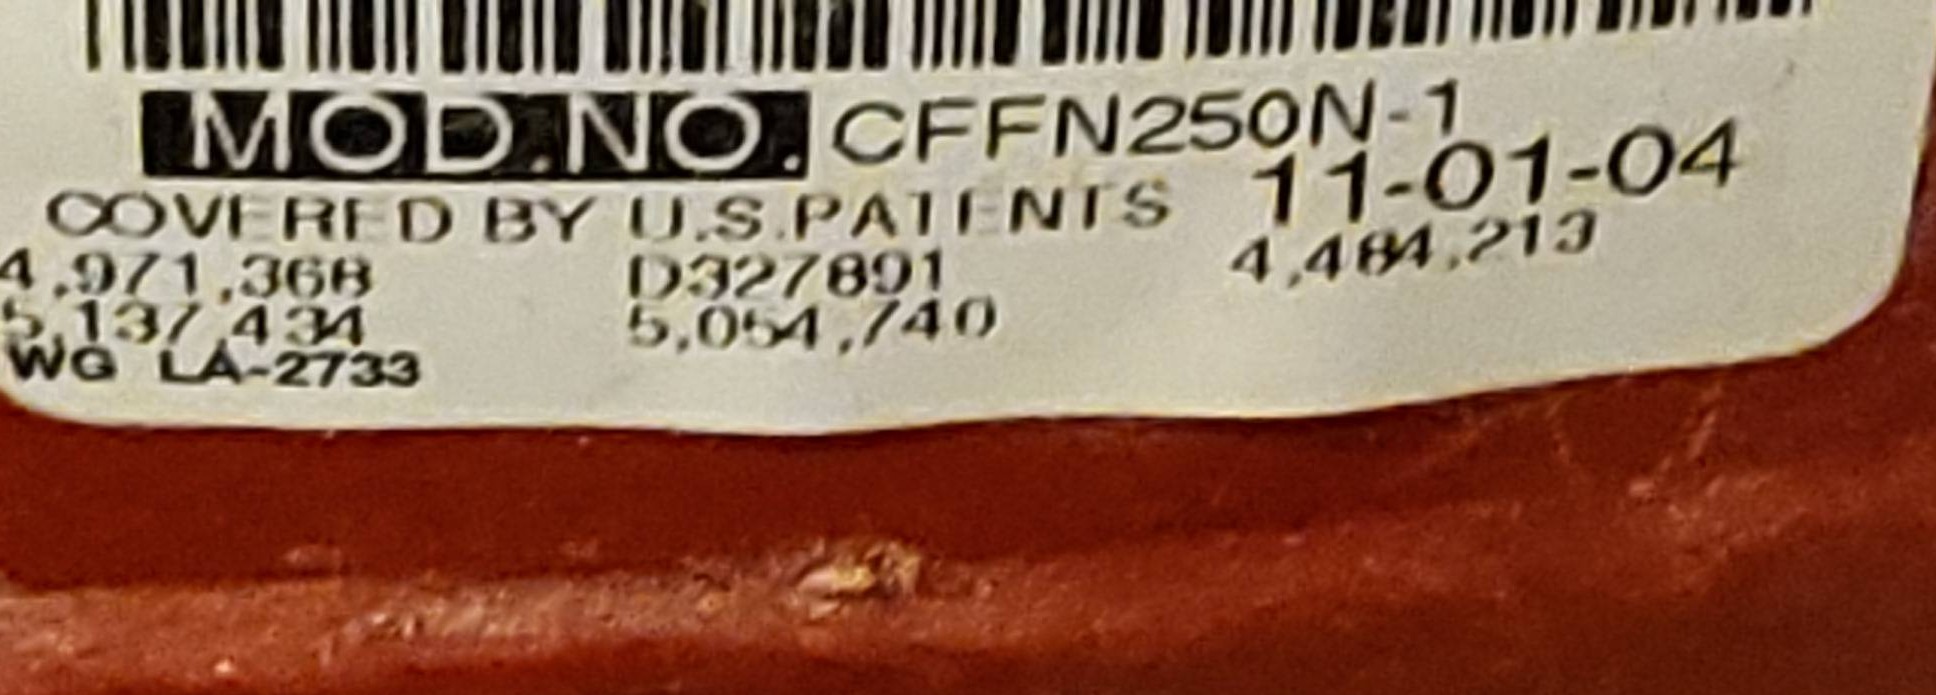 MOD.NO. CFFN250N-1
11-01-04
COVERED BY U.S.PATENTS
4,971,368 D327891 4,484,213
5,137,434 5,054,740
WG LA-2733